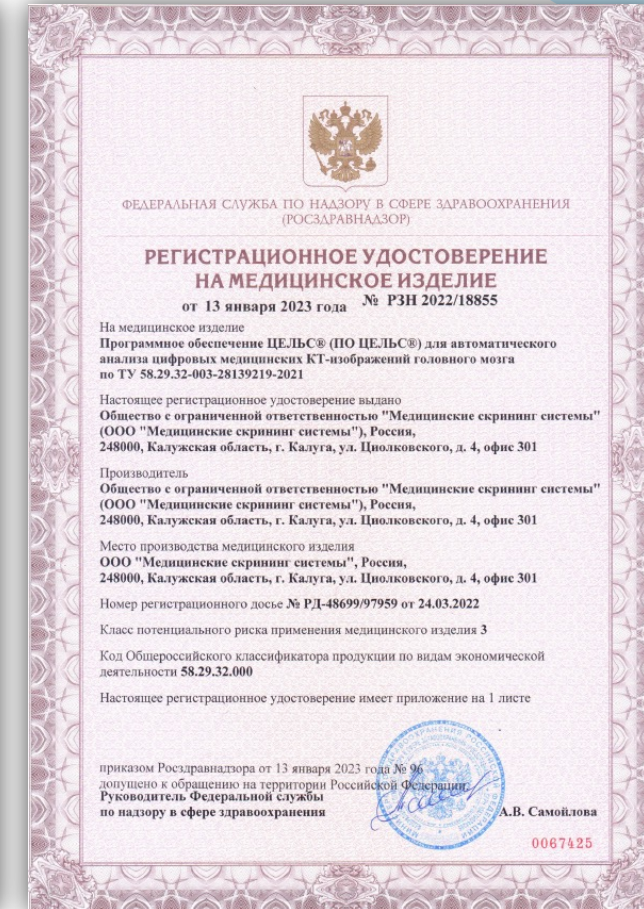 ФЕДЕРАЛЬНАЯ СЛУЖБА ПО НАДЗОРУ В СФЕРЕ ЗДРАВООХРАНЕНИЯ
(РОСЗДРАВНАДЗОР)
РЕГИСТРАЦИОННОЕ УДОСТОВЕРЕНИЕ
НА МЕДИЦИНСКОЕ ИЗДЕЛИЕ
от 13 января 2023 года № РЗН 2022/18855
На медицинское изделие
Программное обеспечение ЦЕЛЬС® (ПО ЦЕЛЬС®) для автоматического
анализа цифровых медицинских КТ-изображений головного мозга
по ТУ 58.29.32-003-28139219-2021
Настоящее регистрационное удостоверение выдано
Общество с ограниченной ответственностью "Медицинские скрининг системы"
(ООО "Медицинские скрининг системы"), Россия,
248000, Калужская область, г. Калуга, ул. Циолковского, д. 4, офис 301
Производитель
Общество с ограниченной ответственностью "Медицинские скрининг системы"
(ООО "Медицинские скрининг системы"), Россия,
248000, Калужская область, г. Калуга, ул. Циолковского, д. 4, офис 301
Место производства медицинского изделия
ООО "Медицинские скрининг системы", Россия,
248000, Калужская область, г. Калуга, ул. Циолковского, д. 4, офис 301
Номер регистрационного досье № РД-48699/97959 от 24.03.2022
Класс потенциального риска применения медицинского изделия 3
Код Общероссийского классификатора продукции по видам экономической
деятельности 58.29.32.000
Настоящее регистрационное удостоверение имеет приложение на 1 листе
приказом Росздравнадзора от 13 января 2023 года № 96
допущено к обращению на территории Российской Федерации.
Руководитель Федеральной службы
по надзору в сфере здравоохранения
А.В. Самойлова
0067425